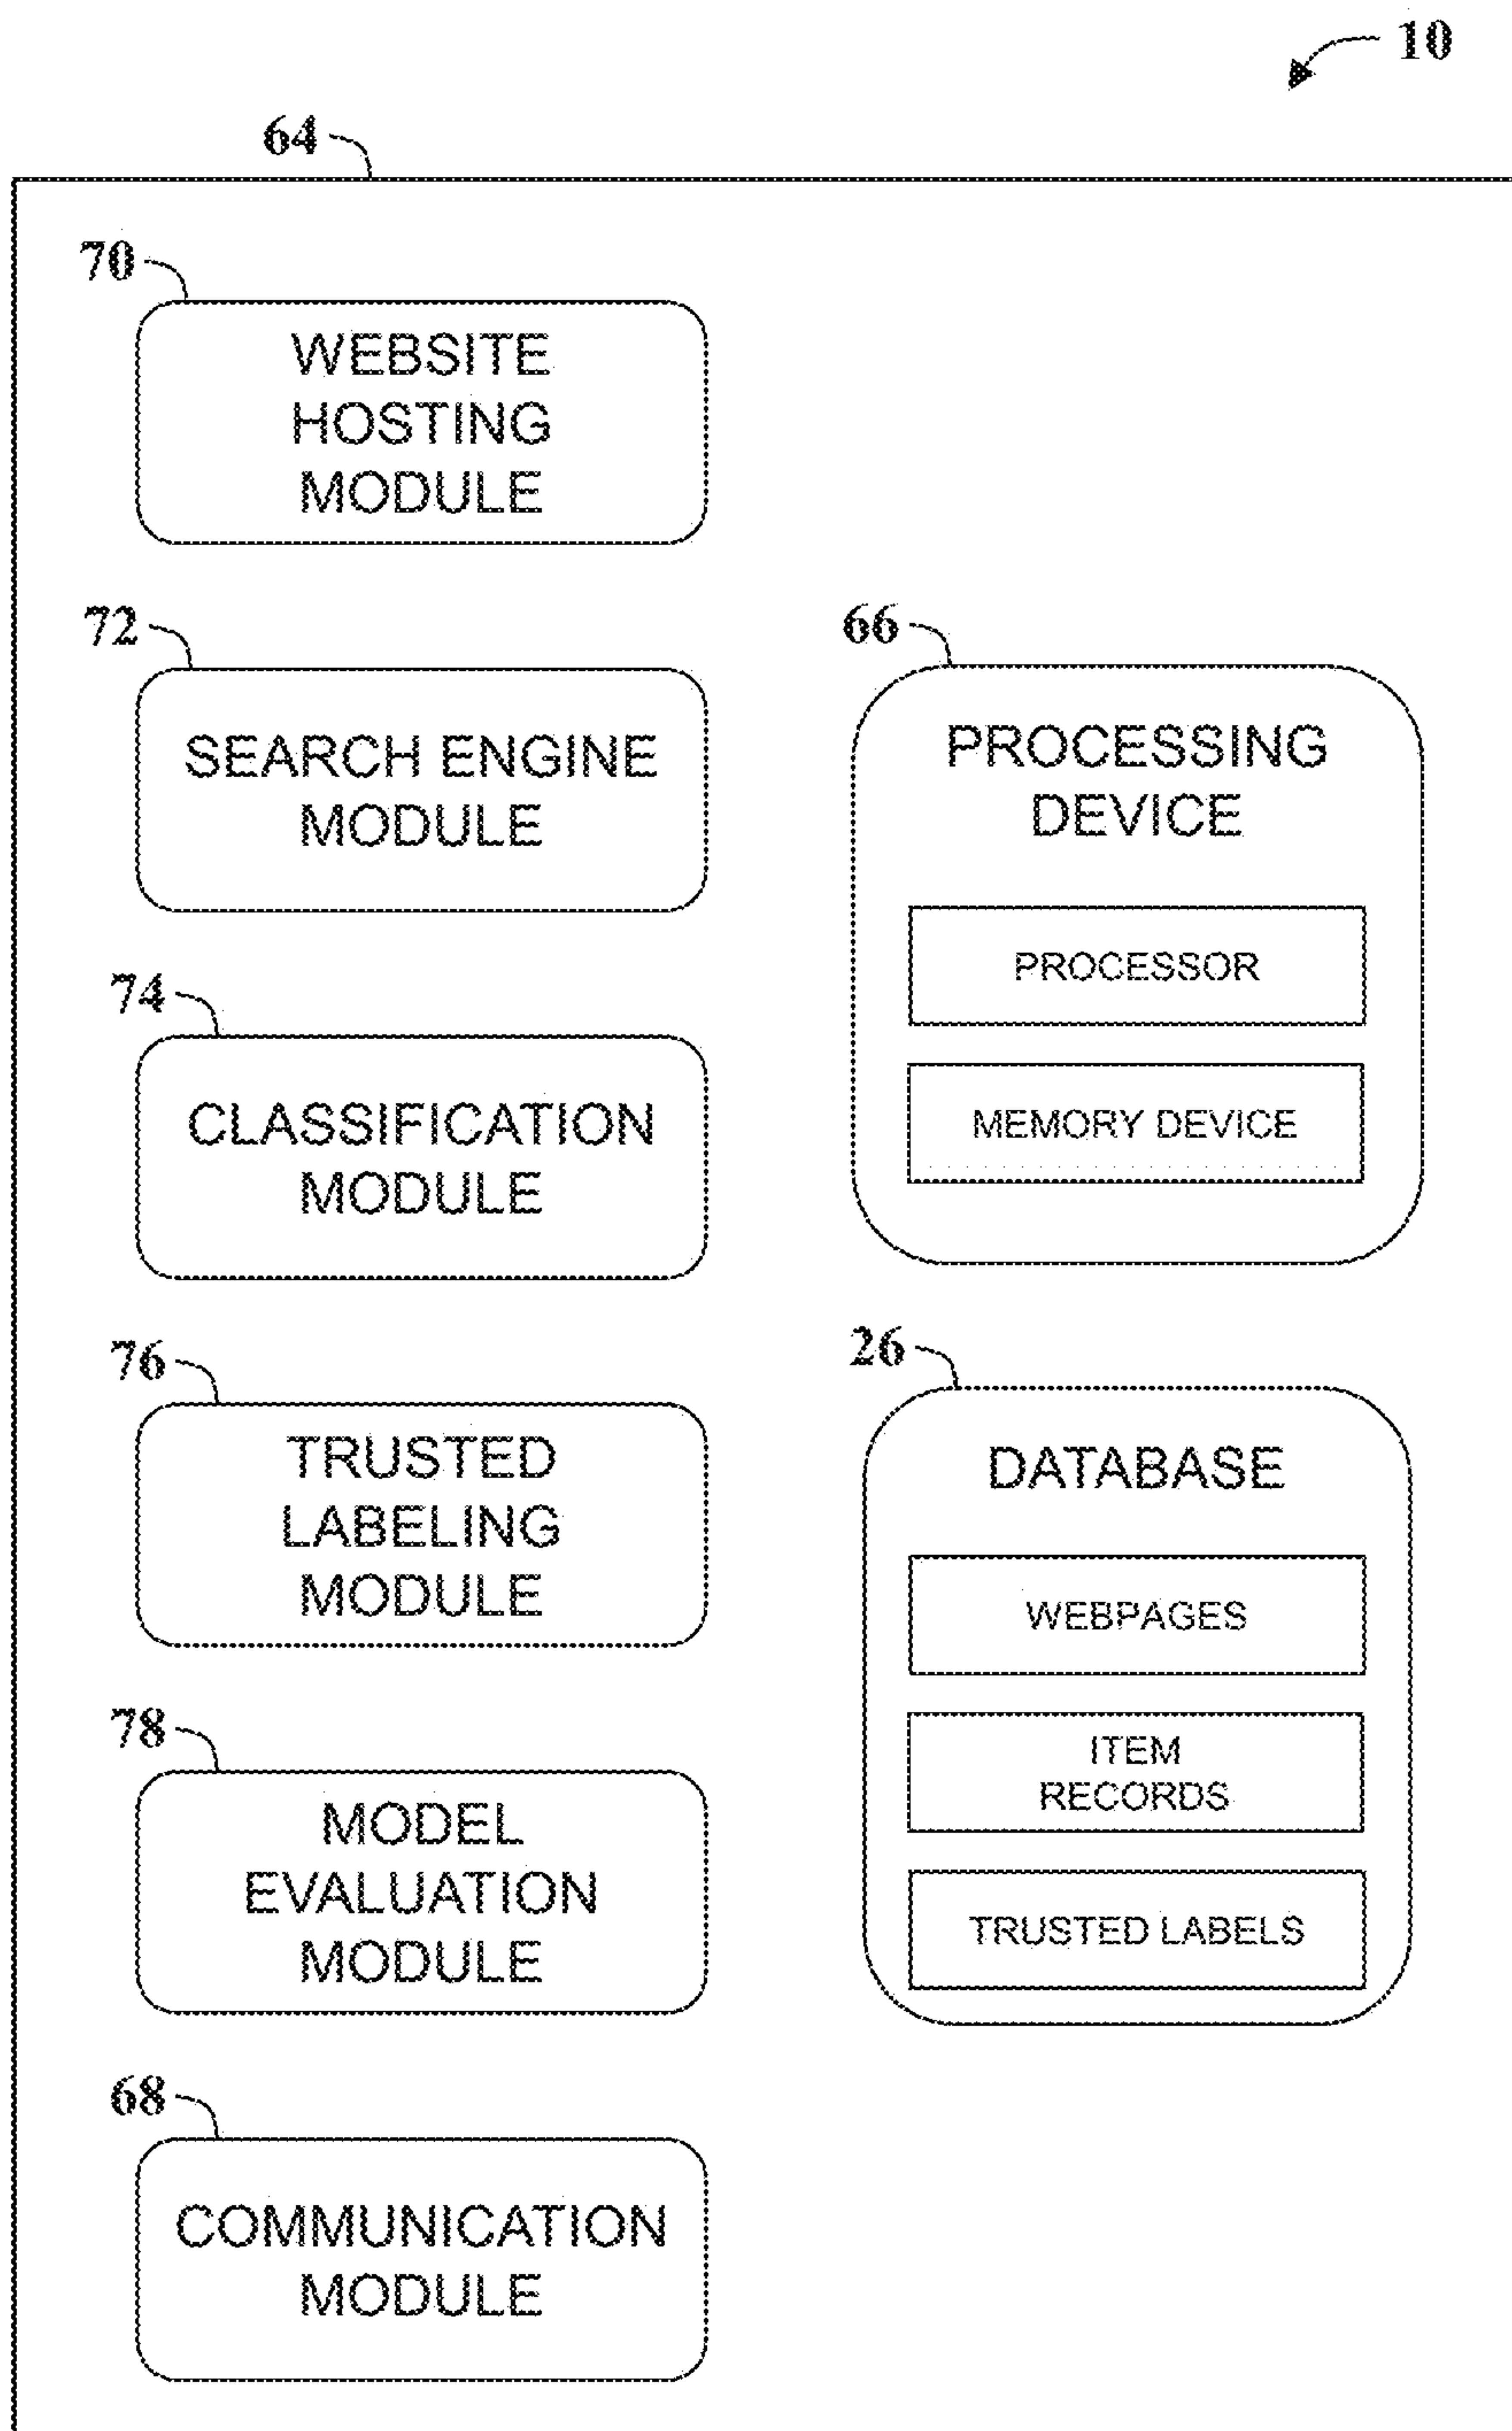 10
64
70
WEBSITE
HOSTING
MODULE
72
SEARCH ENGINE
MODULE
74
CLASSIFICATION
MODULE
76
TRUSTED
LABELING
MODULE
78
MODEL
EVALUATION
MODULE
68
COMMUNICATION
MODULE
66
PROCESSING
DEVICE
PROCESSOR
MEMORY DEVICE
26
DATABASE
WEBPAGES
ITEM
RECORDS
TRUSTED LABELS